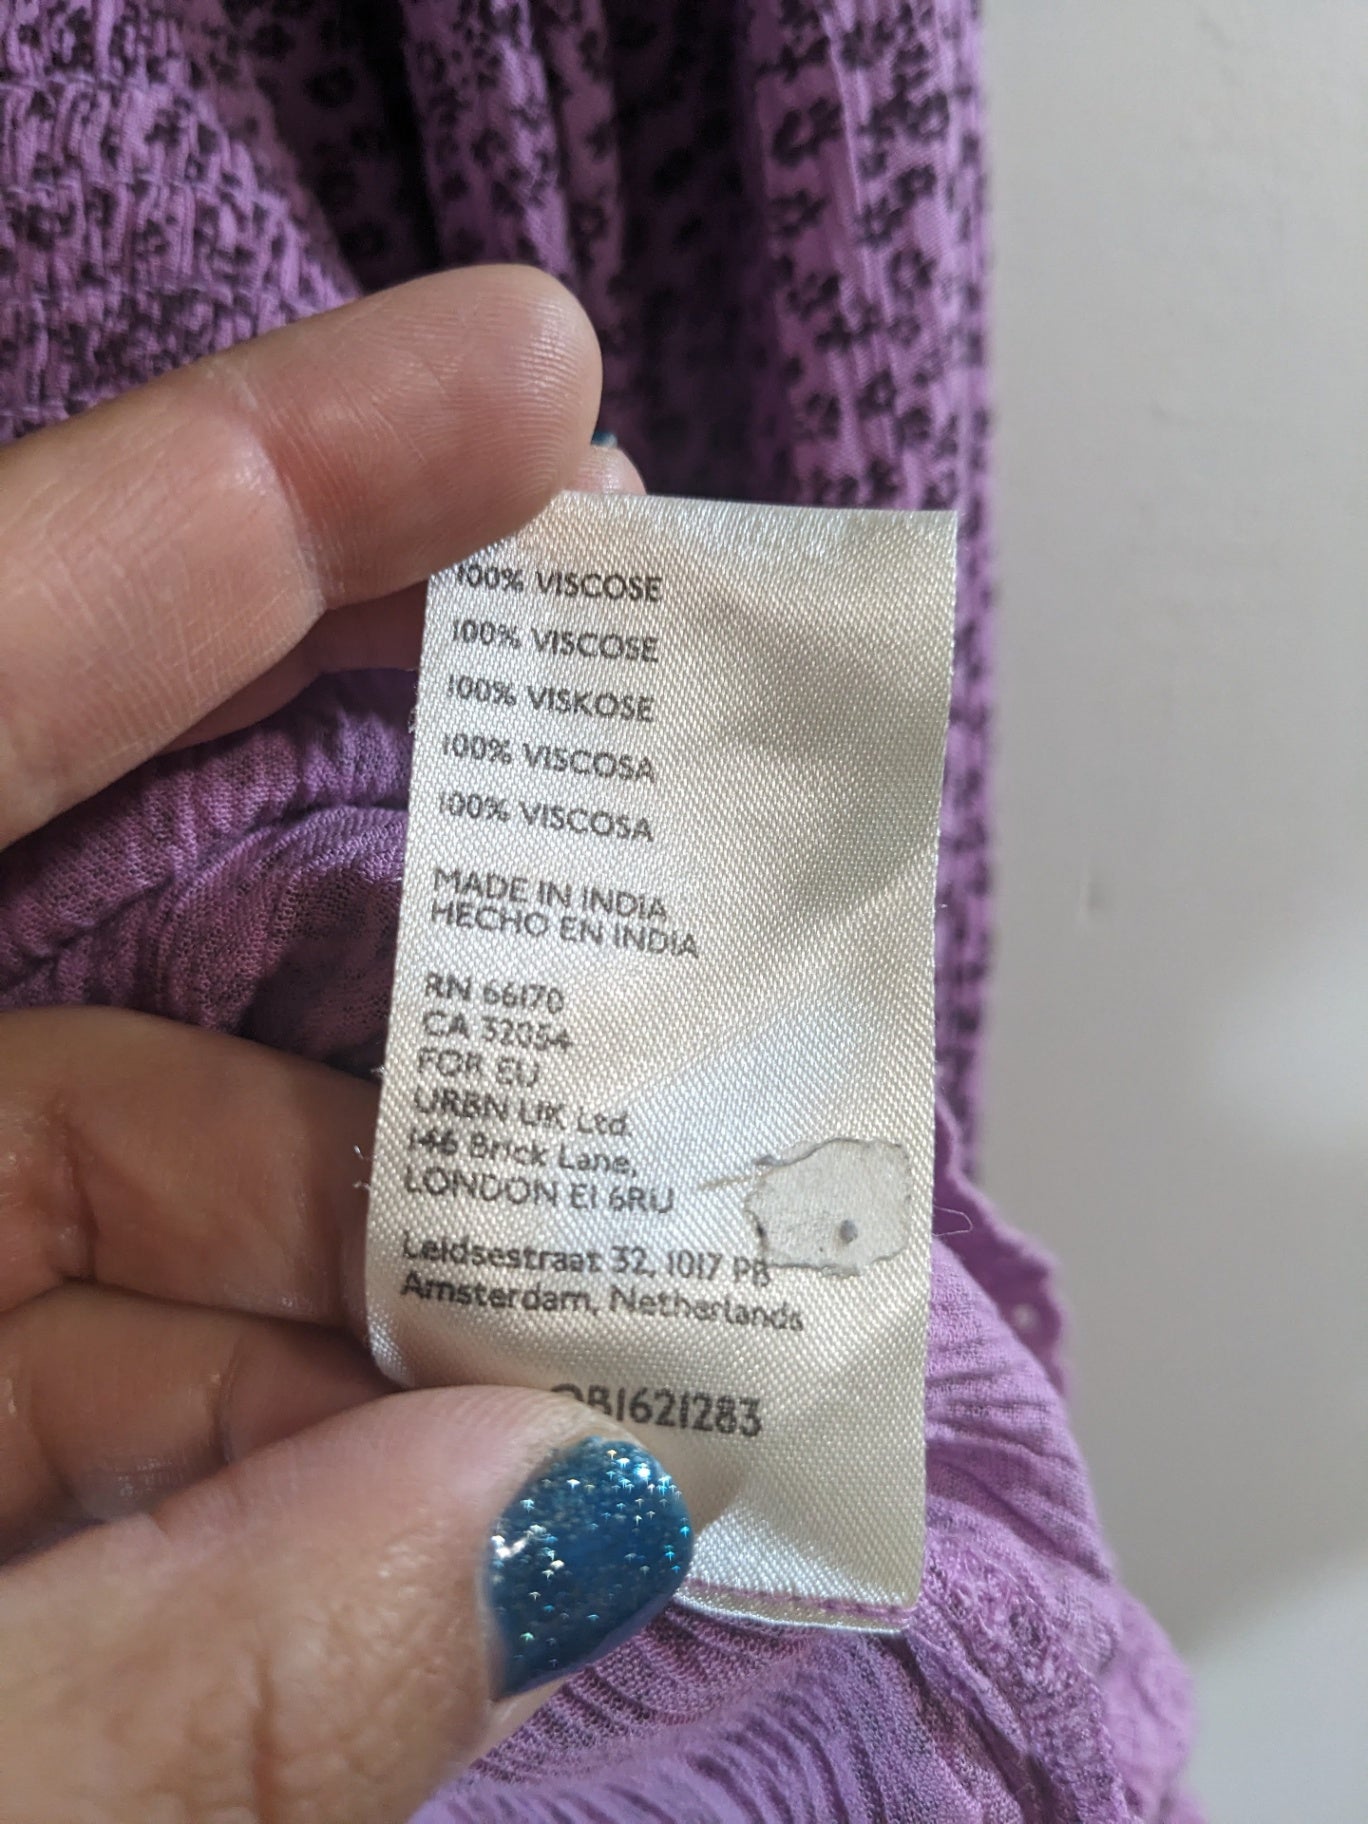 100% VISCOSE
100% VISCOSE
100% VISKOSE
100% VISCOSA
100% VISCOSA
MADE IN INDIA
HECHO EN INDIA
RN 66170
CA 32054
FOR EU
URBN UK Ltd.
146 Brick Lane,
LONDON E1 6RU
Leidsestraat 32, 1017 PB
Amsterdam, Netherlands
OB1621283